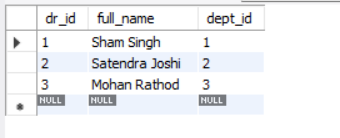 dr_id full_name dept_id
1 Sham Singh 1
2 Satendra Joshi 2
3 Mohan Rathod 3
NULL NULL NULL